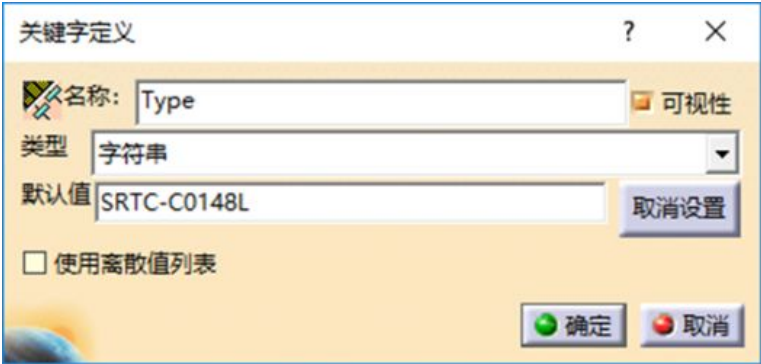 关键字定义 ?
名称: Type 可视性
类型 字符串
默认值 SRTC-C0148L 取消设置
使用离散值列表
确定 取消